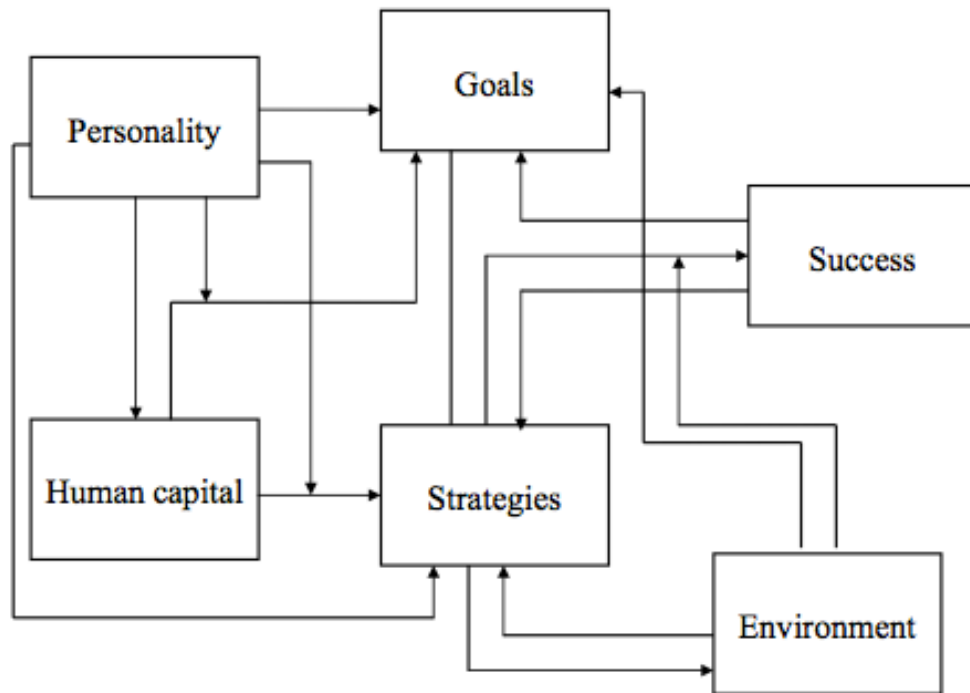 Goals
Personality
Success
Human capital
Strategies
Environment